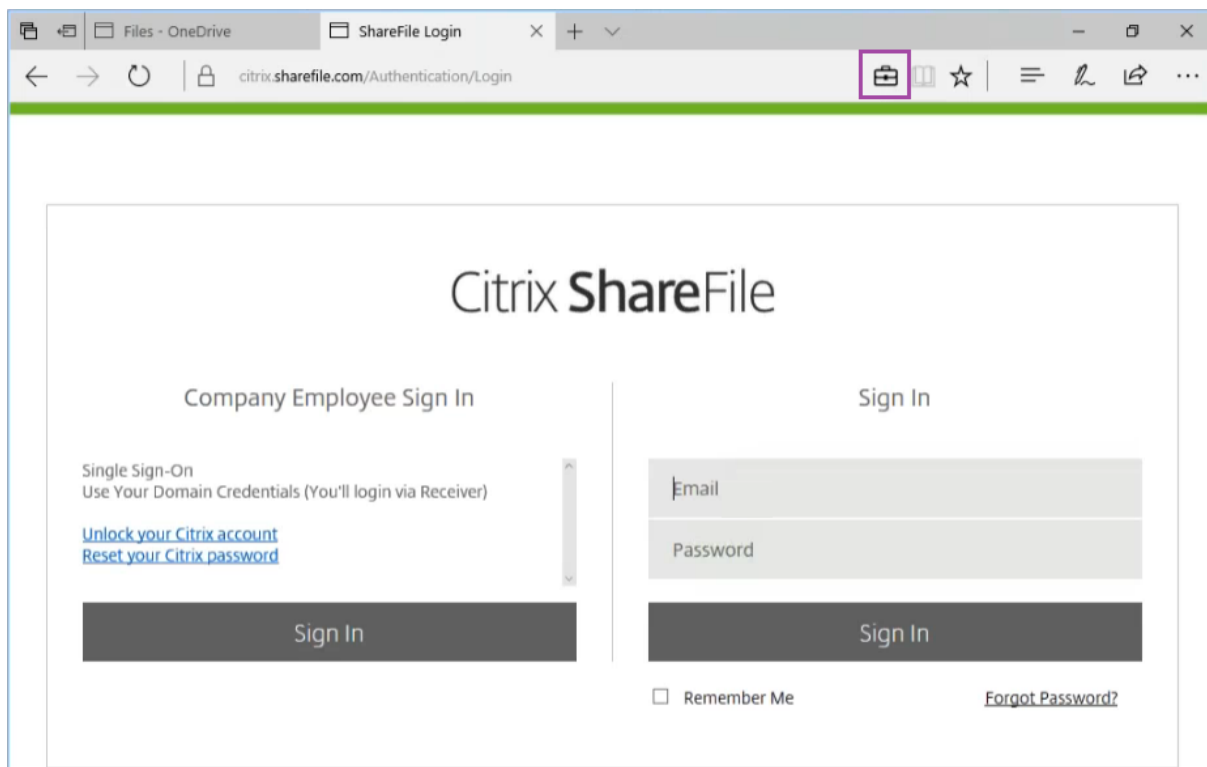 Files - OneDrive
ShareFile Login
citrix.sharefile.com/Authentication/Login
Citrix ShareFile
Company Employee Sign In
Single Sign-On
Use Your Domain Credentials (You'll login via Receiver)
Unlock your Citrix account
Reset your Citrix password
Sign In
Sign In
Email
Password
Sign In
Remember Me
Forgot Password?